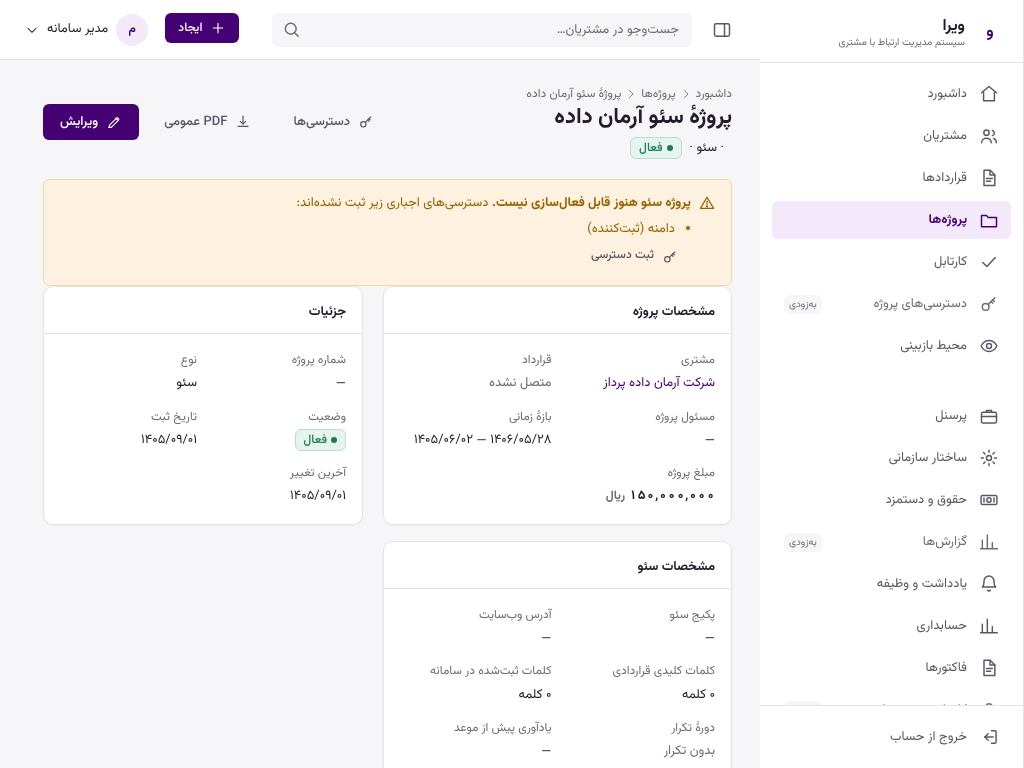 ویرا
سیستم مدیریت ارتباط با مشتری
و
داشبورد
مشتریان
قراردادها
پروژه‌ها
کارتابل
دسترسی‌های پروژه
به‌زودی
محیط بازبینی
پرسنل
ساختار سازمانی
حقوق و دستمزد
گزارش‌ها
به‌زودی
یادداشت و وظیفه
حسابداری
فاکتورها
خروج از حساب
جست‌وجو در مشتریان...
ایجاد
م
مدیر سامانه
داشبورد
پروژه‌ها
پروژهٔ سئو آرمان داده
پروژهٔ سئو آرمان داده
· سئو ·
فعال
دسترسی‌ها
PDF عمومی
ویرایش
پروژه سئو هنوز قابل فعال‌سازی نیست. دسترسی‌های اجباری زیر ثبت نشده‌اند:
• دامنه (ثبت‌کننده)
ثبت دسترسی
مشخصات پروژه
مشتری
شرکت آرمان داده پرداز
قرارداد
متصل نشده
مسئول پروژه
—
بازهٔ زمانی
۱۴۰۵/۰۶/۰۲ — ۱۴۰۶/۰۵/۲۸
مبلغ پروژه
۱۵۰,۰۰۰,۰۰۰ ریال
جزئیات
شماره پروژه
—
نوع
سئو
وضعیت
فعال
تاریخ ثبت
۱۴۰۵/۰۹/۰۱
آخرین تغییر
۱۴۰۵/۰۹/۰۱
مشخصات سئو
پکیج سئو
—
آدرس وب‌سایت
—
کلمات کلیدی قراردادی
۰ کلمه
کلمات ثبت‌شده در سامانه
۰ کلمه
دورهٔ تکرار
بدون تکرار
یادآوری پیش از موعد
—